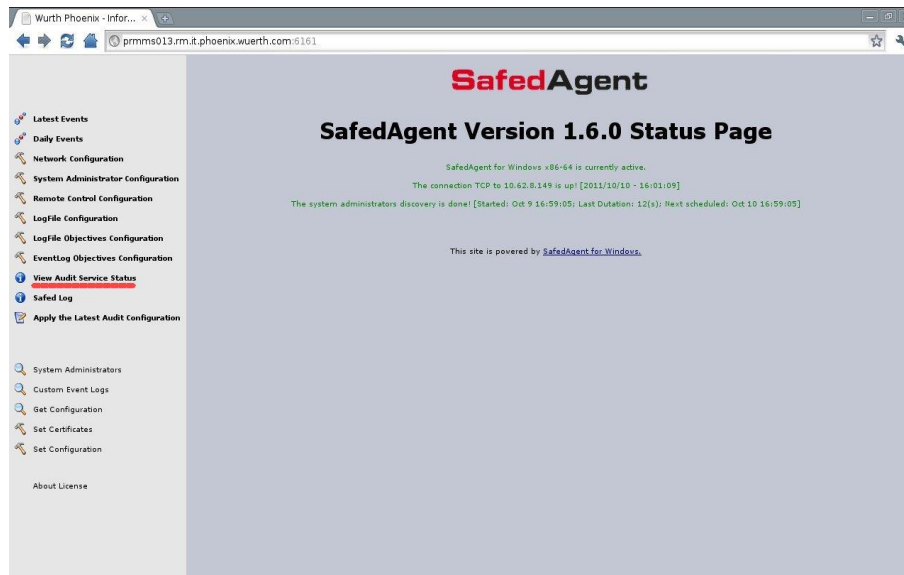 Wurth Phoenix - Infor...
prmms013.rm.it.phoenix.wuerth.com:6161
SafedAgent
Latest Events
Daily Events
Network Configuration
System Administrator Configuration
Remote Control Configuration
LogFile Configuration
LogFile Objectives Configuration
EventLog Objectives Configuration
View Audit Service Status
Safed Log
Apply the Latest Audit Configuration
System Administrators
Custom Event Logs
Get Configuration
Set Certificates
Set Configuration
About License
SafedAgent Version 1.6.0 Status Page
SafedAgent for Windows x86-64 is currently active.
The connection TCP to 10.62.8.149 is up! [2011/10/10 - 16:01:09]
The system administrators discovery is done! [Started: Oct 9 16:59:05; Last Dutation: 12(s); Next scheduled: Oct 10 16:59:05]
This site is powered by SafedAgent for Windows.